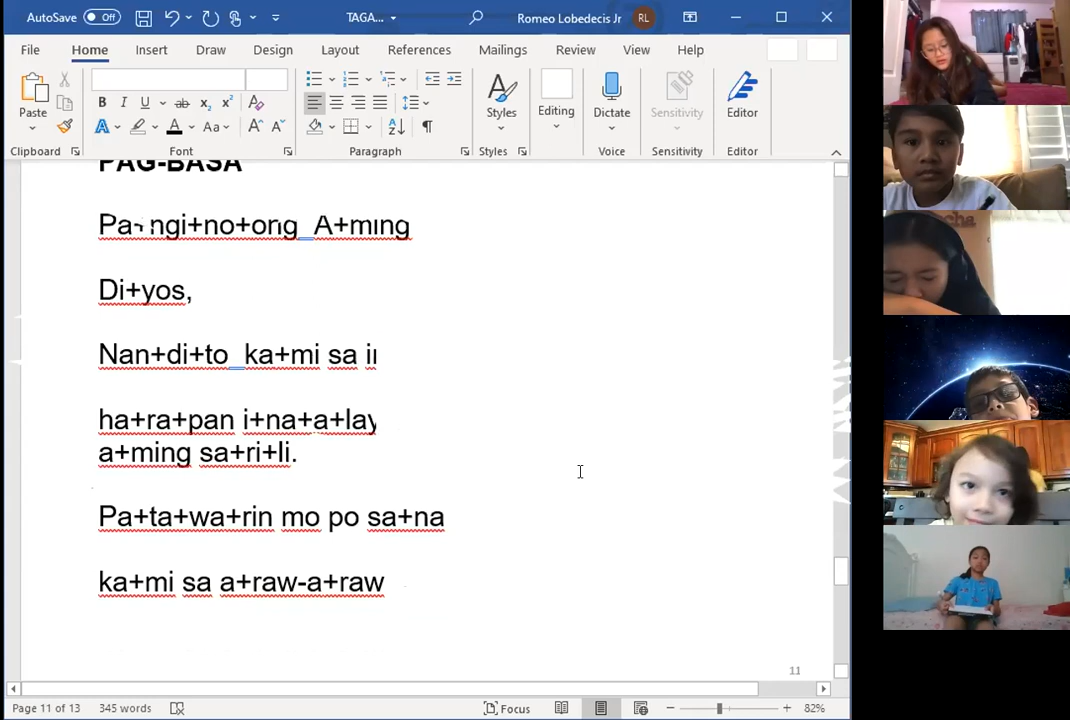 AutoSave Off TAGA... Romeo Lobedecis Jr RL
File Home Insert Draw Design Layout References Mailings Review View Help
Paste Styles Editing Dictate Sensitivity Editor
Clipboard Font Paragraph Styles Voice Sensitivity Editor
PAG-BASA
ngi+no+ong A+ming
Di+yos,
Nan+di+to ka+mi sa
ha+ra+pan i+na+a+lay
a+ming sa+ri+li.
Pa+ta+wa+rin mo po sa+na
ka+mi sa a+raw-a+raw
11
Page 11 of 13 345 words Focus 82%